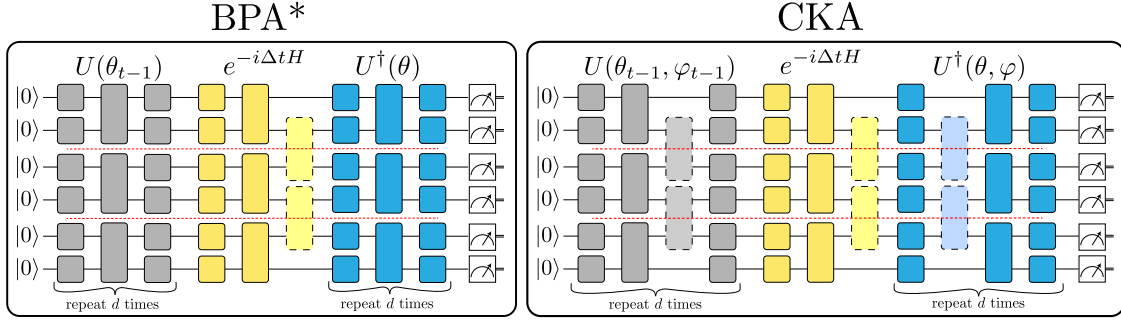 BPA*
U(θ_{t−1})
e^{−iΔtH}
U^†(θ)
|0⟩
|0⟩
|0⟩
|0⟩
|0⟩
|0⟩
repeat d times
repeat d times
CKA
U(θ_{t−1}, φ_{t−1})
e^{−iΔtH}
U^†(θ, φ)
|0⟩
|0⟩
|0⟩
|0⟩
|0⟩
|0⟩
repeat d times
repeat d times